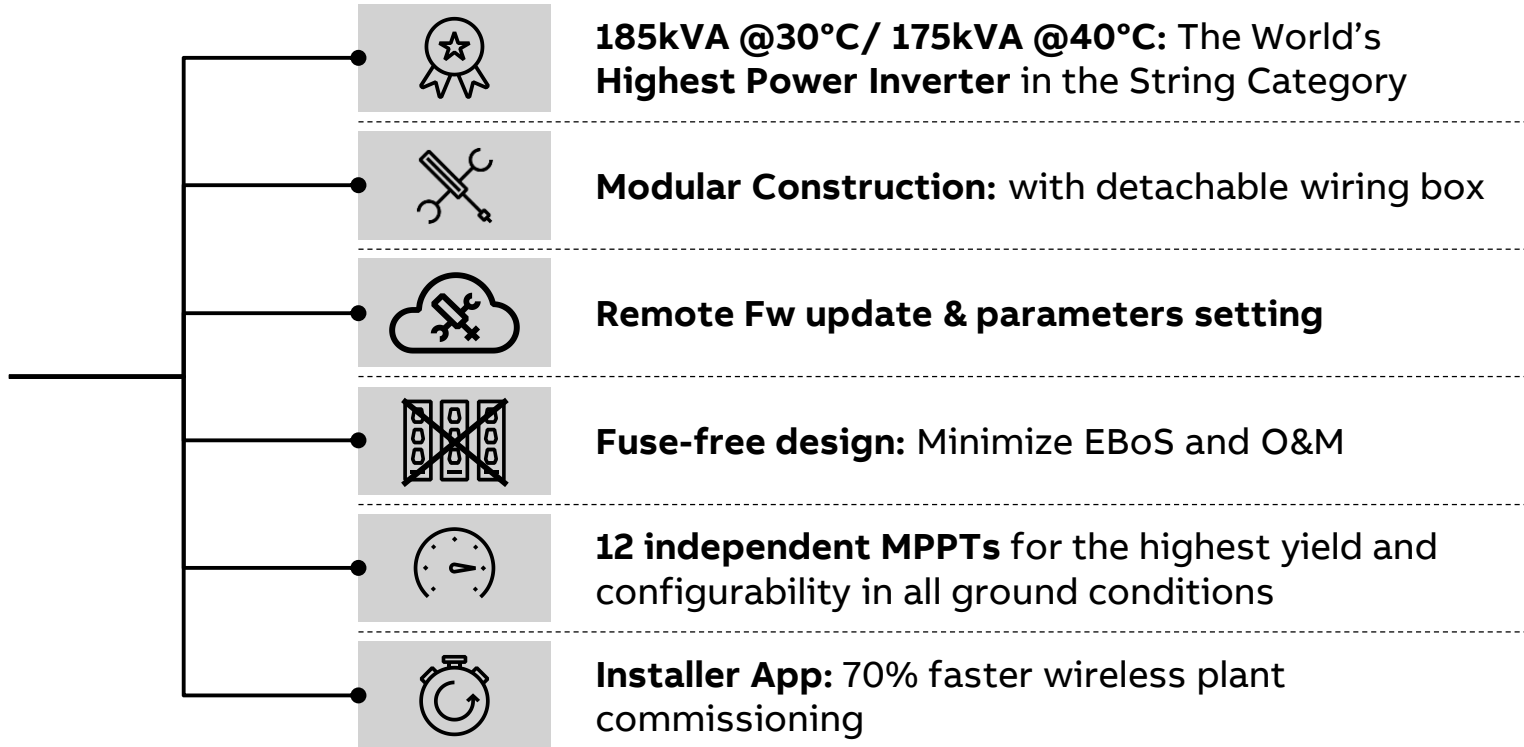 185kVA @30°C/ 175kVA @40°C: The World’s
Highest Power Inverter in the String Category
Modular Construction: with detachable wiring box
Remote Fw update & parameters setting
Fuse-free design: Minimize EBoS and O&M
12 independent MPPTs for the highest yield and
configurability in all ground conditions
Installer App: 70% faster wireless plant
commissioning